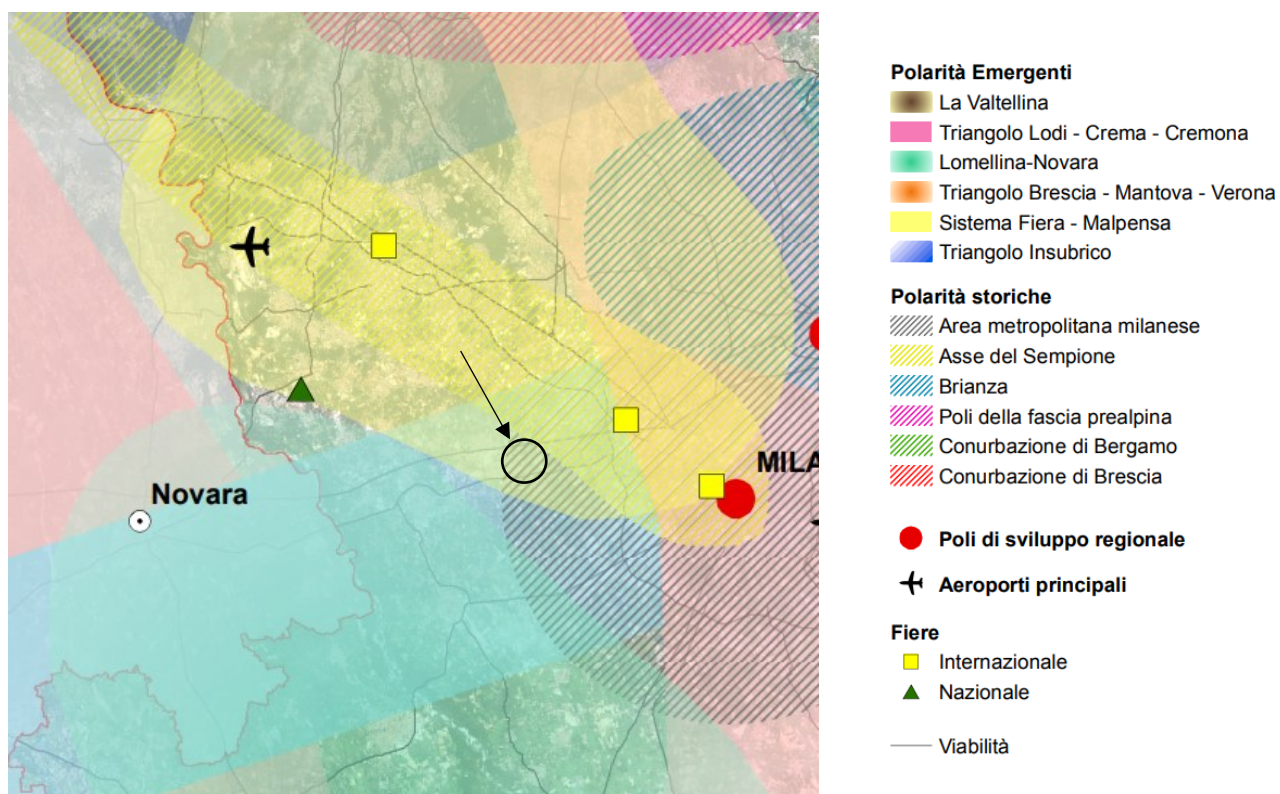 Novara
MILA
Polarità Emergenti
La Valtellina
Triangolo Lodi - Crema - Cremona
Lomellina-Novara
Triangolo Brescia - Mantova - Verona
Sistema Fiera - Malpensa
Triangolo Insubrico
Polarità storiche
Area metropolitana milanese
Asse del Sempione
Brianza
Poli della fascia prealpina
Conurbazione di Bergamo
Conurbazione di Brescia
Poli di sviluppo regionale
Aeroporti principali
Fiere
Internazionale
Nazionale
Viabilità